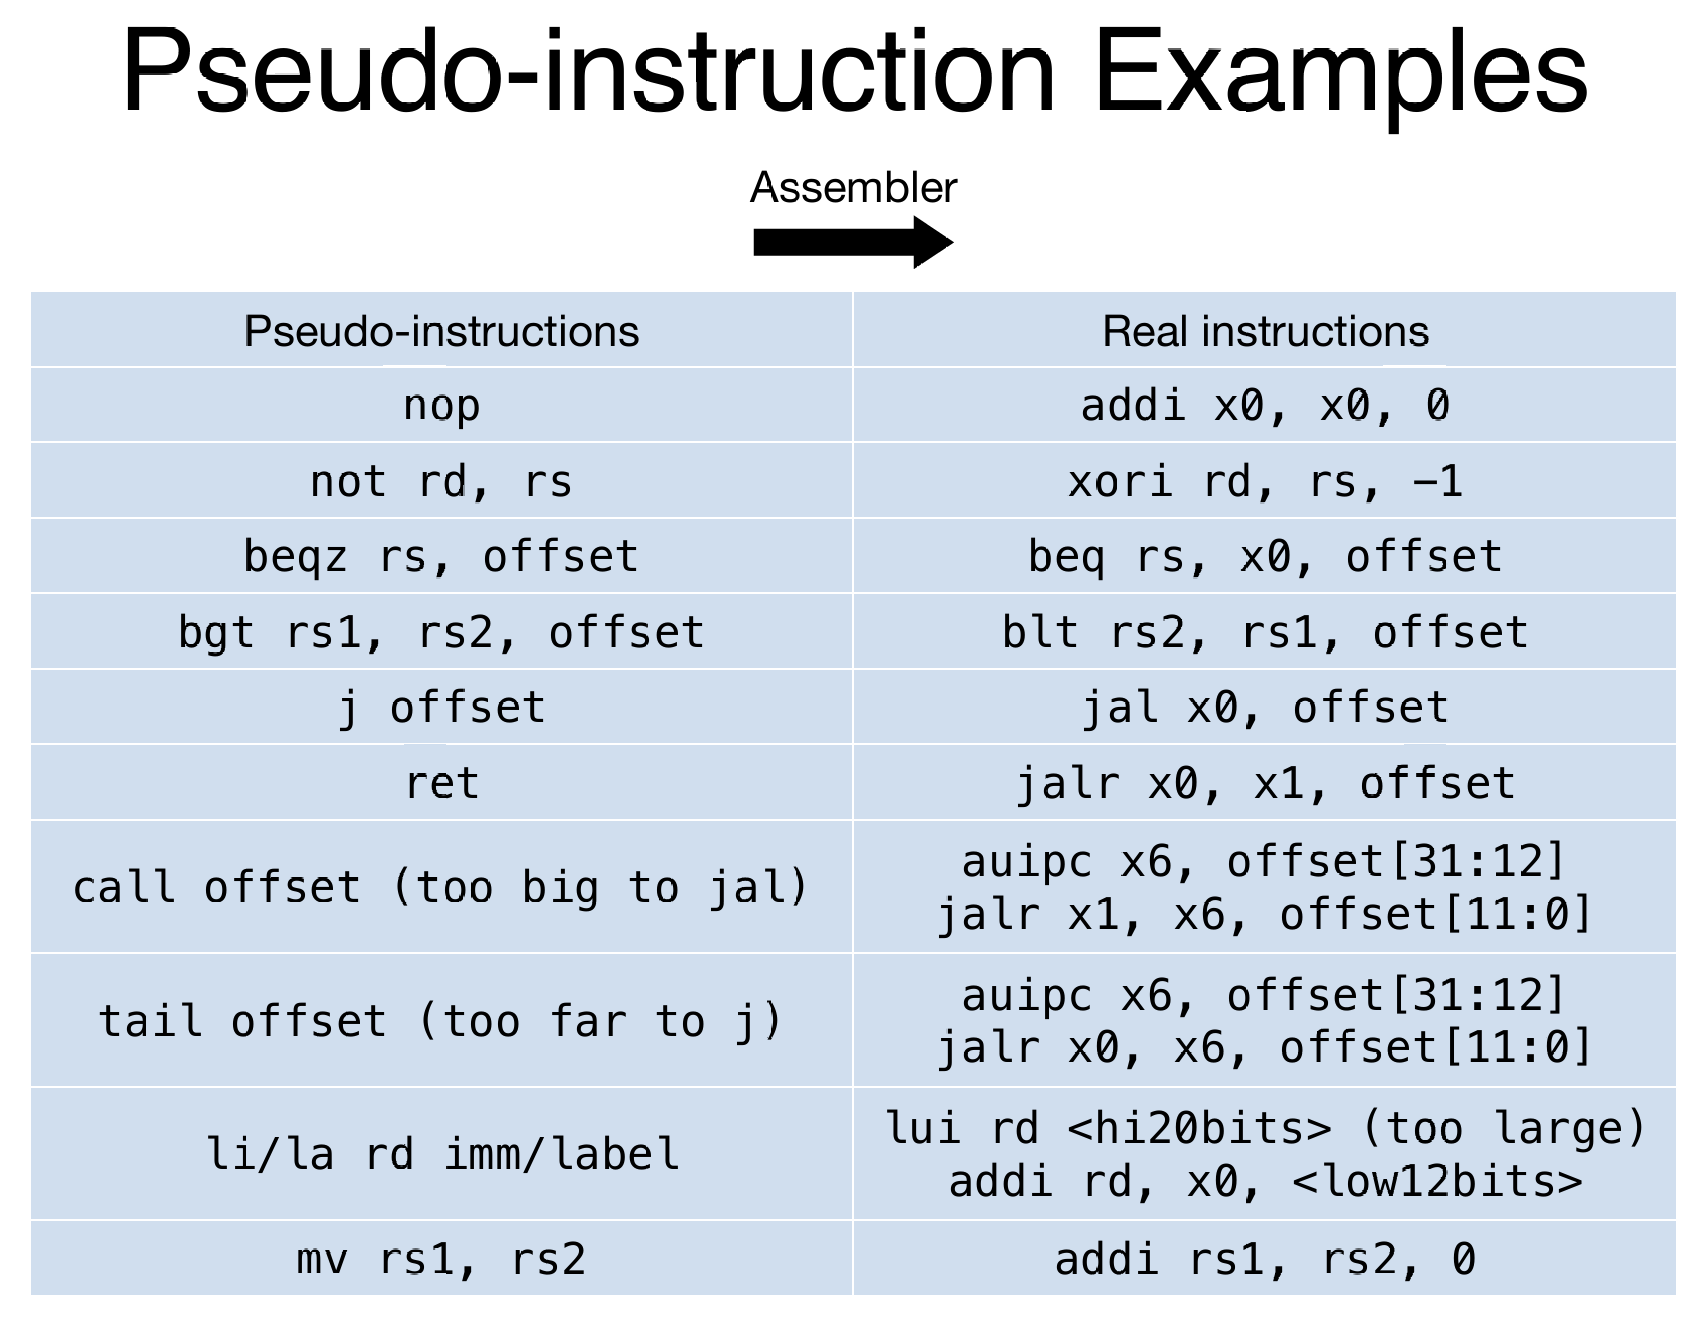 Pseudo-instruction Examples
Assembler
Pseudo-instructions
Real instructions
nop
addi x0, x0, 0
not rd, rs
xori rd, rs, -1
beqz rs, offset
beq rs, x0, offset
bgt rs1, rs2, offset
blt rs2, rs1, offset
j offset
jal x0, offset
ret
jalr x0, x1, offset
call offset (too big to jal)
auipc x6, offset[31:12]
jalr x1, x6, offset[11:0]
tail offset (too far to j)
auipc x6, offset[31:12]
jalr x0, x6, offset[11:0]
li/la rd imm/label
lui rd <hi20bits> (too large)
addi rd, x0, <low12bits>
mv rs1, rs2
addi rs1, rs2, 0